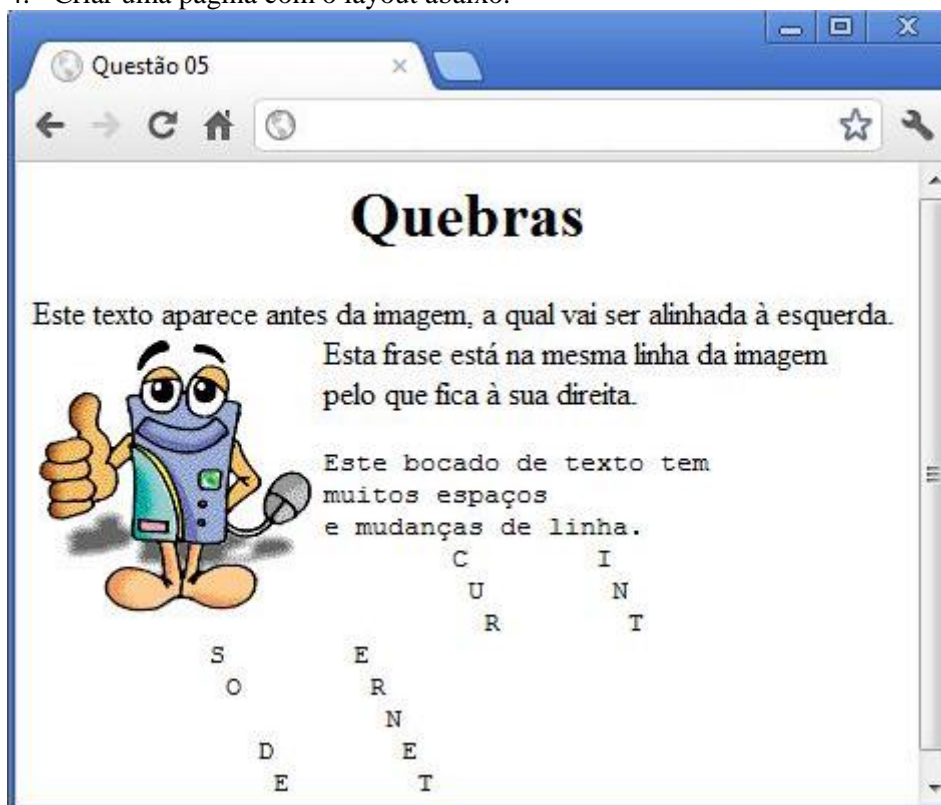 4. Criar uma página com o layout abaixo:
Questão 05
Quebras
Este texto aparece antes da imagem, a qual vai ser alinhada à esquerda.
Esta frase está na mesma linha da imagem
pelo que fica à sua direita.
Este bocado de texto tem
muitos espaços
e mudanças de linha.
C I
U N
R T
S E
O R
N
D E
E T